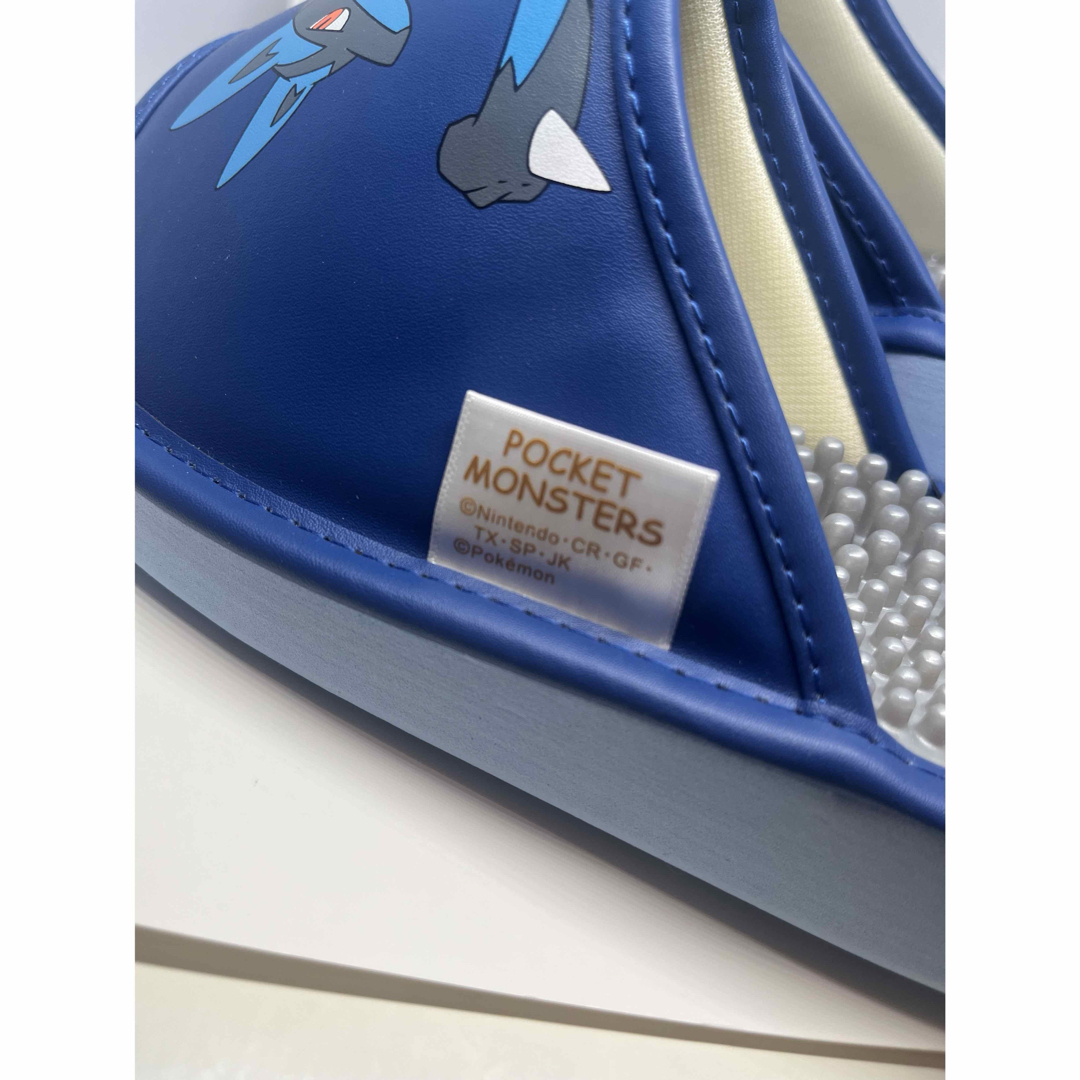 POCKET
MONSTERS
©Nintendo・CR・GF・
TX・SP・JK
©Pokémon